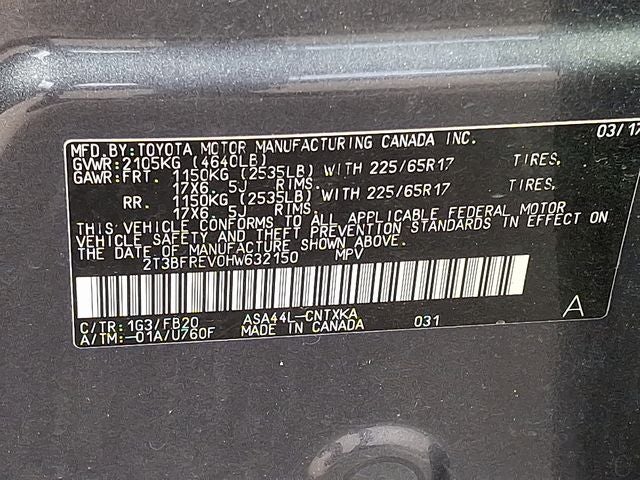 MFD.BY:TOYOTA MOTOR MANUFACTURING CANADA INC. 03/17
GVWR:2105KG (4640LB)
GAWR:FRT. 1150KG (2535LB) WITH 225/65R17 TIRES,
17X6. 5J RIMS.
RR. 1150KG (2535LB) WITH 225/65R17 TIRES,
17X6. 5J RIMS.
THIS VEHICLE CONFORMS TO ALL APPLICABLE FEDERAL MOTOR
VEHICLE SAFETY AND THEFT PREVENTION STANDARDS IN EFFECT ON
THE DATE OF MANUFACTURE SHOWN ABOVE.
2T3BFREV0HW632150 MPV
C/TR:1G3/FB20 ASA44L-CNTXKA 031 A
A/TM:-01A/U760F MADE IN CANADA